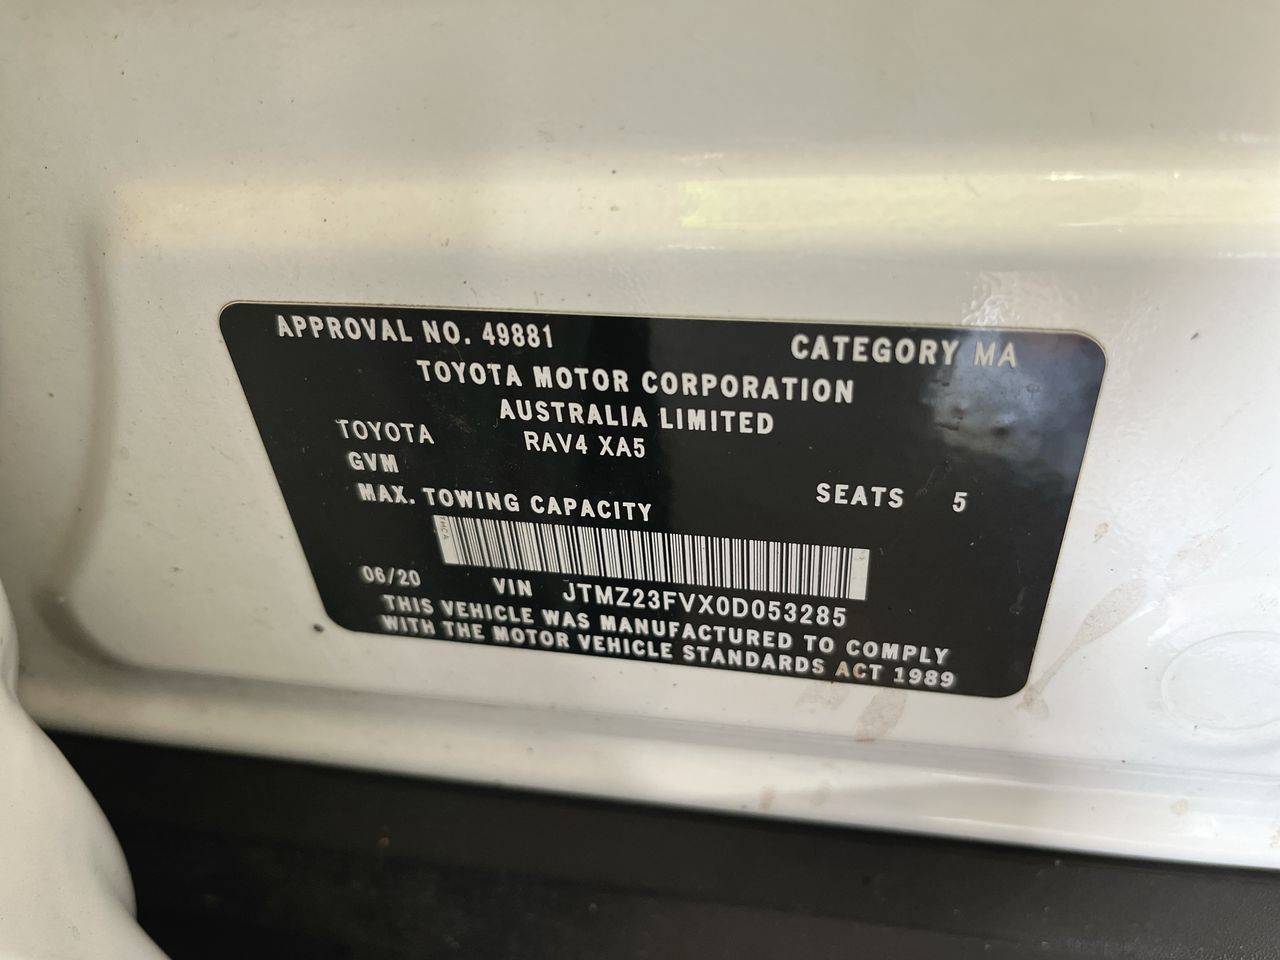 APPROVAL NO. 49881 CATEGORY MA
TOYOTA MOTOR CORPORATION
AUSTRALIA LIMITED
TOYOTA RAV4 XA5
GVM
SEATS 5
MAX. TOWING CAPACITY
TMCA
06/20 VIN JTMZ23FVX0D053285
THIS VEHICLE WAS MANUFACTURED TO COMPLY
WITH THE MOTOR VEHICLE STANDARDS ACT 1989